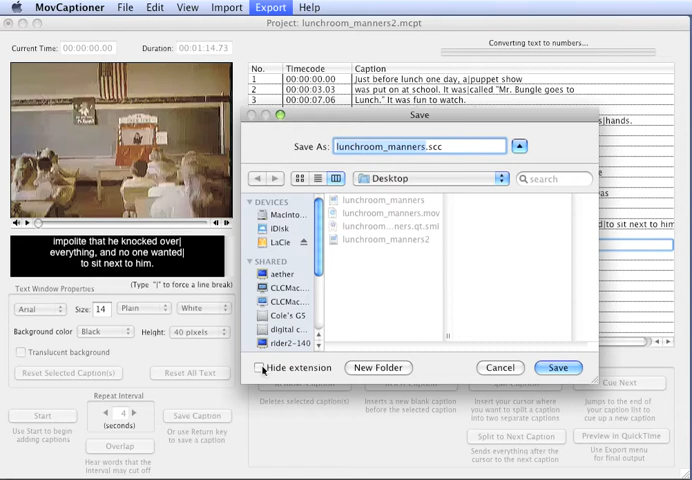 MovCaptioner File Edit View Import Export Help
Project: lunchroom_manners2.mcpt
Current Time: 00:00:00.00 Duration: 00:01:14.73
Converting text to numbers...
No. Timecode Caption
1 00:00:00.00 Just before lunch one day, a|puppet show
2 00:00:03.03 was put on at school. It was|called "Mr. Bungle goes to
3 00:00:07.06 Lunch." It was fun to watch.
|hands.
was
d|to sit next to him
Save
Save As: lunchroom_manners.scc
Desktop
search
DEVICES
MacInto...
iDisk
LaCie
SHARED
aether
CLCMac....
CLCMac....
Cole's G5
digital c...
rider2-140
lunchroom_manners
lunchroom_manners.mov
lunchroom_...ners.qt.smi
lunchroom_manners2
Hide extension
New Folder
Cancel
Save
impolite that he knocked over|
everything, and no one wanted|
to sit next to him.
(Type "|" to force a line break)
Text Window Properties
Arial Size: 14 Plain White
Background color Black Height: 40 pixels
Translucent background
Reset Selected Caption(s) Reset All Text
Start
Use Start to begin
adding captions
Repeat Interval
4
(seconds)
Overlap
Hear words that the
interval may cut off
Save Caption
Or use Return key
to save a caption
Deletes selected caption(s)
Inserts a new blank caption
before the selected caption
Insert your cursor where
you want to split a caption
into two separate captions
Split to Next Caption
Sends everything after the
cursor to the next caption
Cue Next
Jumps to the end of
your caption list to
cue up a new caption
Preview in QuickTime
Use Export menu
for final output